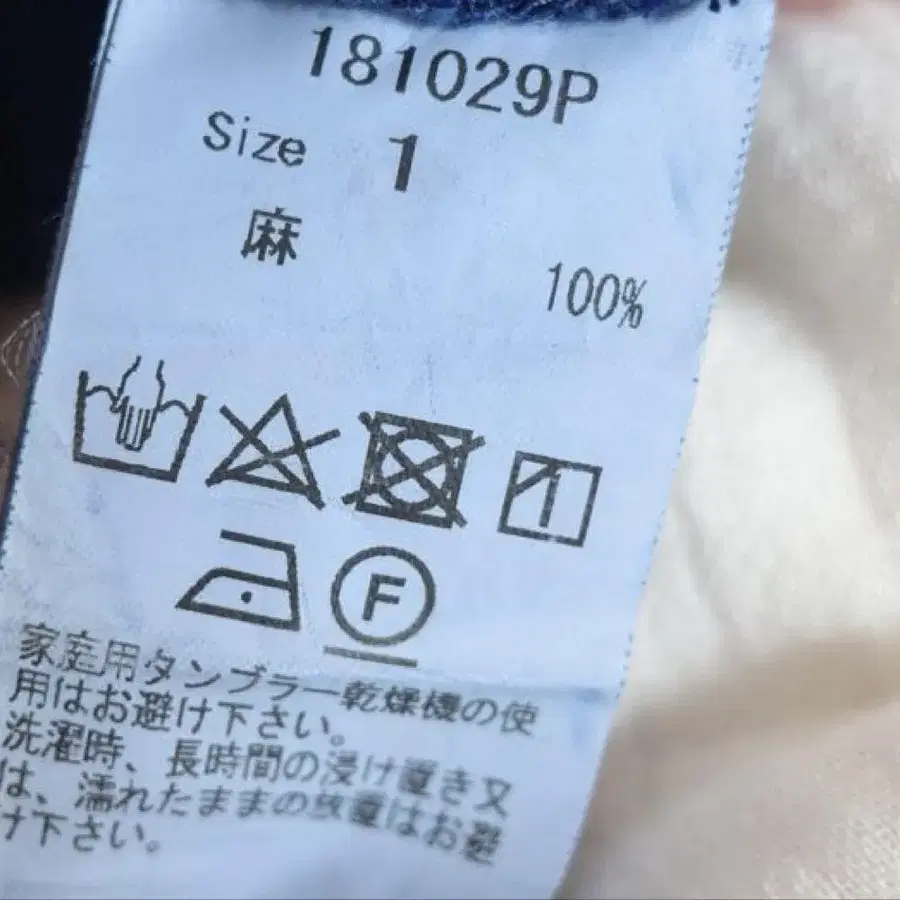 181029P
Size 1
麻
100%
F
家庭用タンブラー乾燥機の使
用はお避け下さい。
洗濯時、長時間の浸け置き又
は、濡れたままの放置はお避
け下さい。